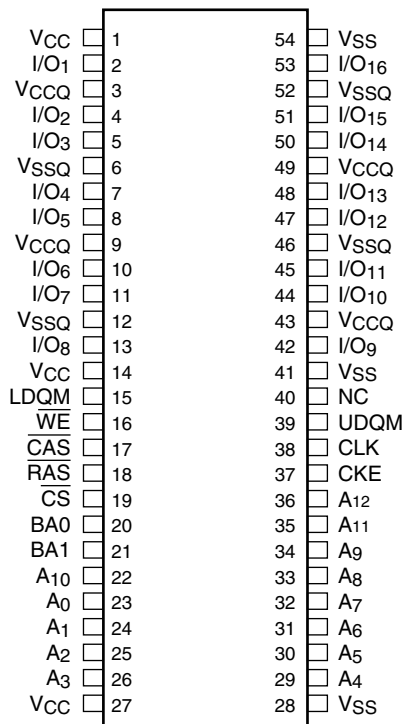 VCC 1 54 VSS
I/O1 2 53 I/O16
VCCQ 3 52 VSSQ
I/O2 4 51 I/O15
I/O3 5 50 I/O14
VSSQ 6 49 VCCQ
I/O4 7 48 I/O13
I/O5 8 47 I/O12
VCCQ 9 46 VSSQ
I/O6 10 45 I/O11
I/O7 11 44 I/O10
VSSQ 12 43 VCCQ
I/O8 13 42 I/O9
VCC 14 41 VSS
LDQM 15 40 NC
W̅E̅ 16 39 UDQM
C̅A̅S̅ 17 38 CLK
R̅A̅S̅ 18 37 CKE
C̅S̅ 19 36 A12
BA0 20 35 A11
BA1 21 34 A9
A10 22 33 A8
A0 23 32 A7
A1 24 31 A6
A2 25 30 A5
A3 26 29 A4
VCC 27 28 VSS